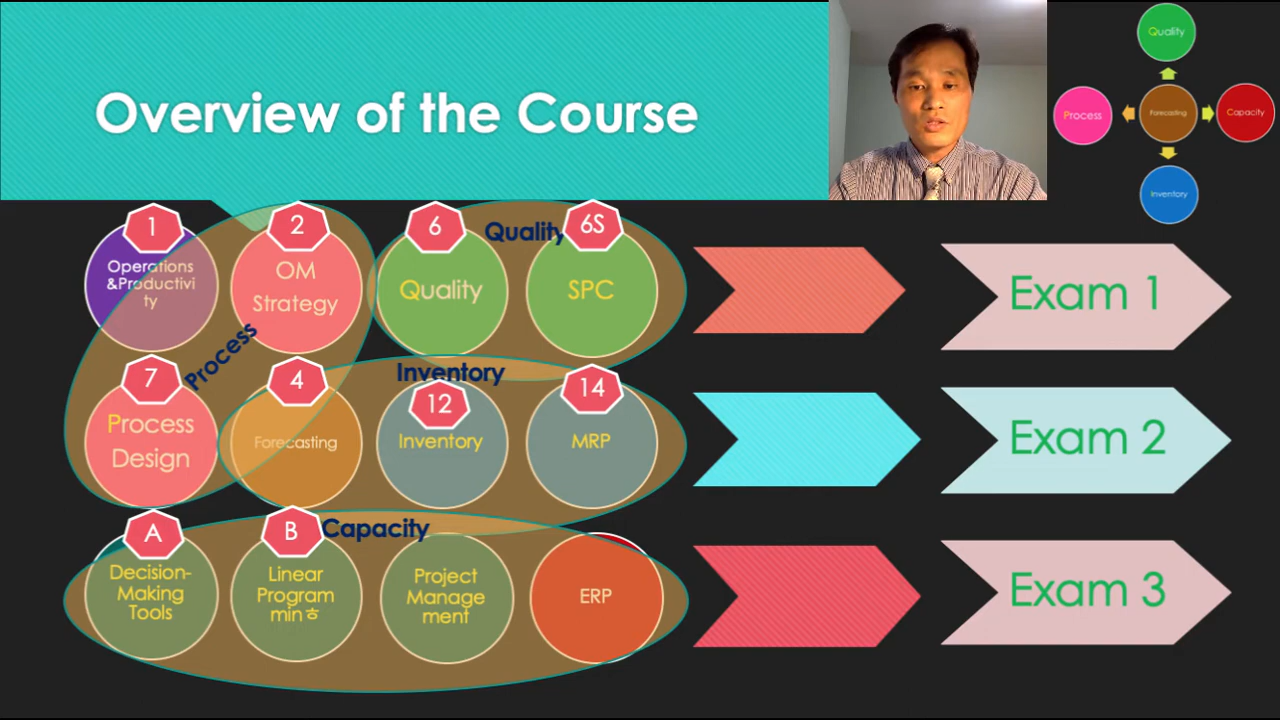 Overview of the Course
Quality
Process
Forecasting
Capacity
Inventory
1
Operations
&Productivi
ty
2
OM
Strategy
6
Quality
Quality
6S
SPC
Exam 1
Process
7
Process
Design
4
Forecasting
Inventory
12
Inventory
14
MRP
Exam 2
Capacity
A
Decision-
Making
Tools
B
Linear
Program
minㅎ
Project
Manage
ment
ERP
Exam 3